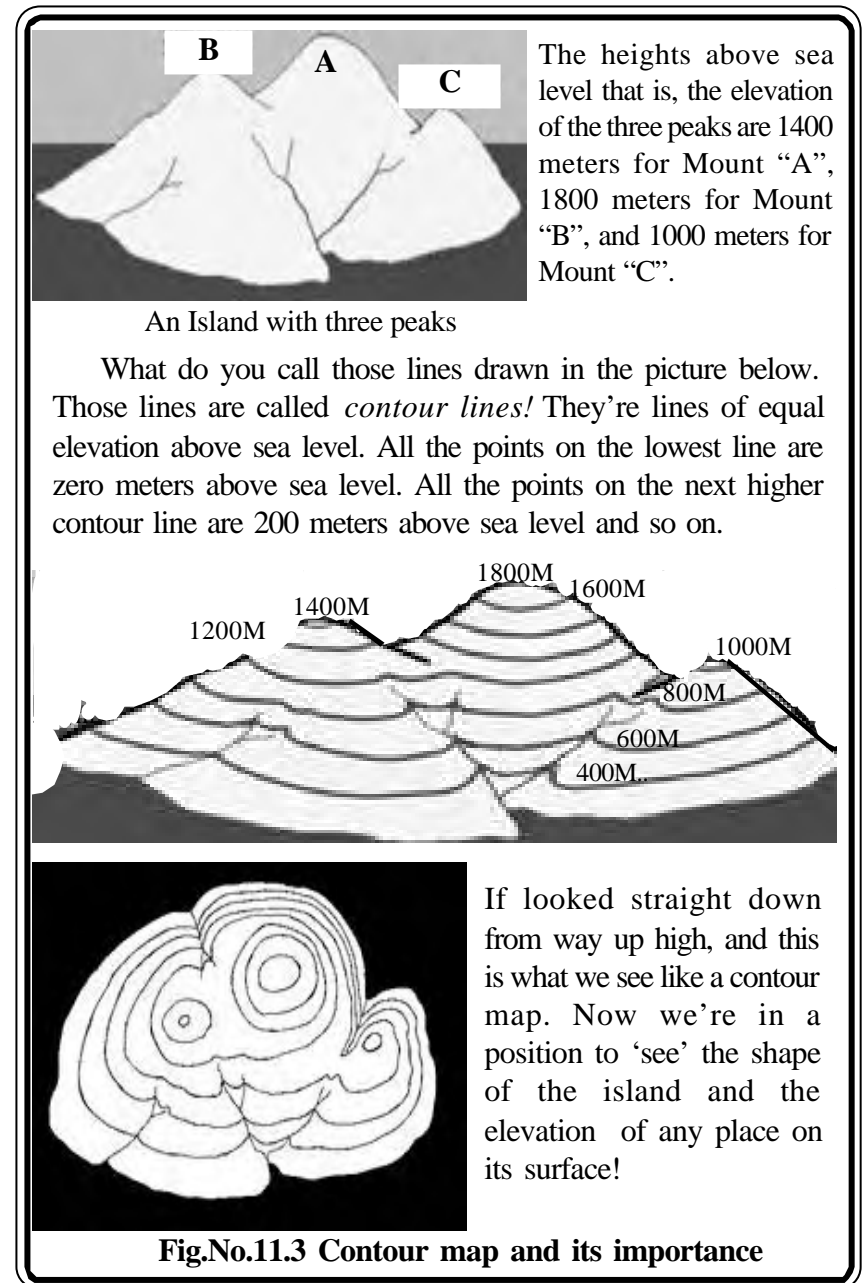 B
A
C
The heights above sea
level that is, the elevation
of the three peaks are 1400
meters for Mount “A”,
1800 meters for Mount
“B”, and 1000 meters for
Mount “C”.
An Island with three peaks
What do you call those lines drawn in the picture below.
Those lines are called contour lines! They’re lines of equal
elevation above sea level. All the points on the lowest line are
zero meters above sea level. All the points on the next higher
contour line are 200 meters above sea level and so on.
1800M
1600M
1400M
1200M
1000M
800M
600M
400M..
If looked straight down
from way up high, and this
is what we see like a contour
map. Now we’re in a
position to ‘see’ the shape
of the island and the
elevation of any place on
its surface!
Fig.No.11.3 Contour map and its importance